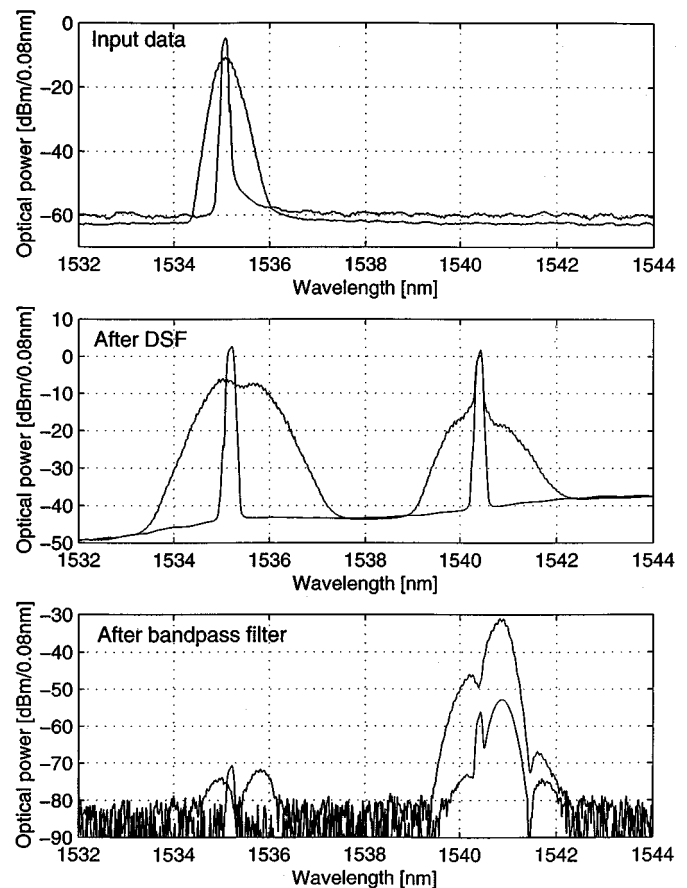 Input data
Optical power [dBm/0.08nm]
0
−20
−40
−60
1532 1534 1536 1538 1540 1542 1544
Wavelength [nm]
After DSF
Optical power [dBm/0.08nm]
10
0
−10
−20
−30
−40
−50
1532 1534 1536 1538 1540 1542 1544
Wavelength [nm]
After bandpass filter
Optical power [dBm/0.08nm]
−30
−40
−50
−60
−70
−80
−90
1532 1534 1536 1538 1540 1542 1544
Wavelength [nm]